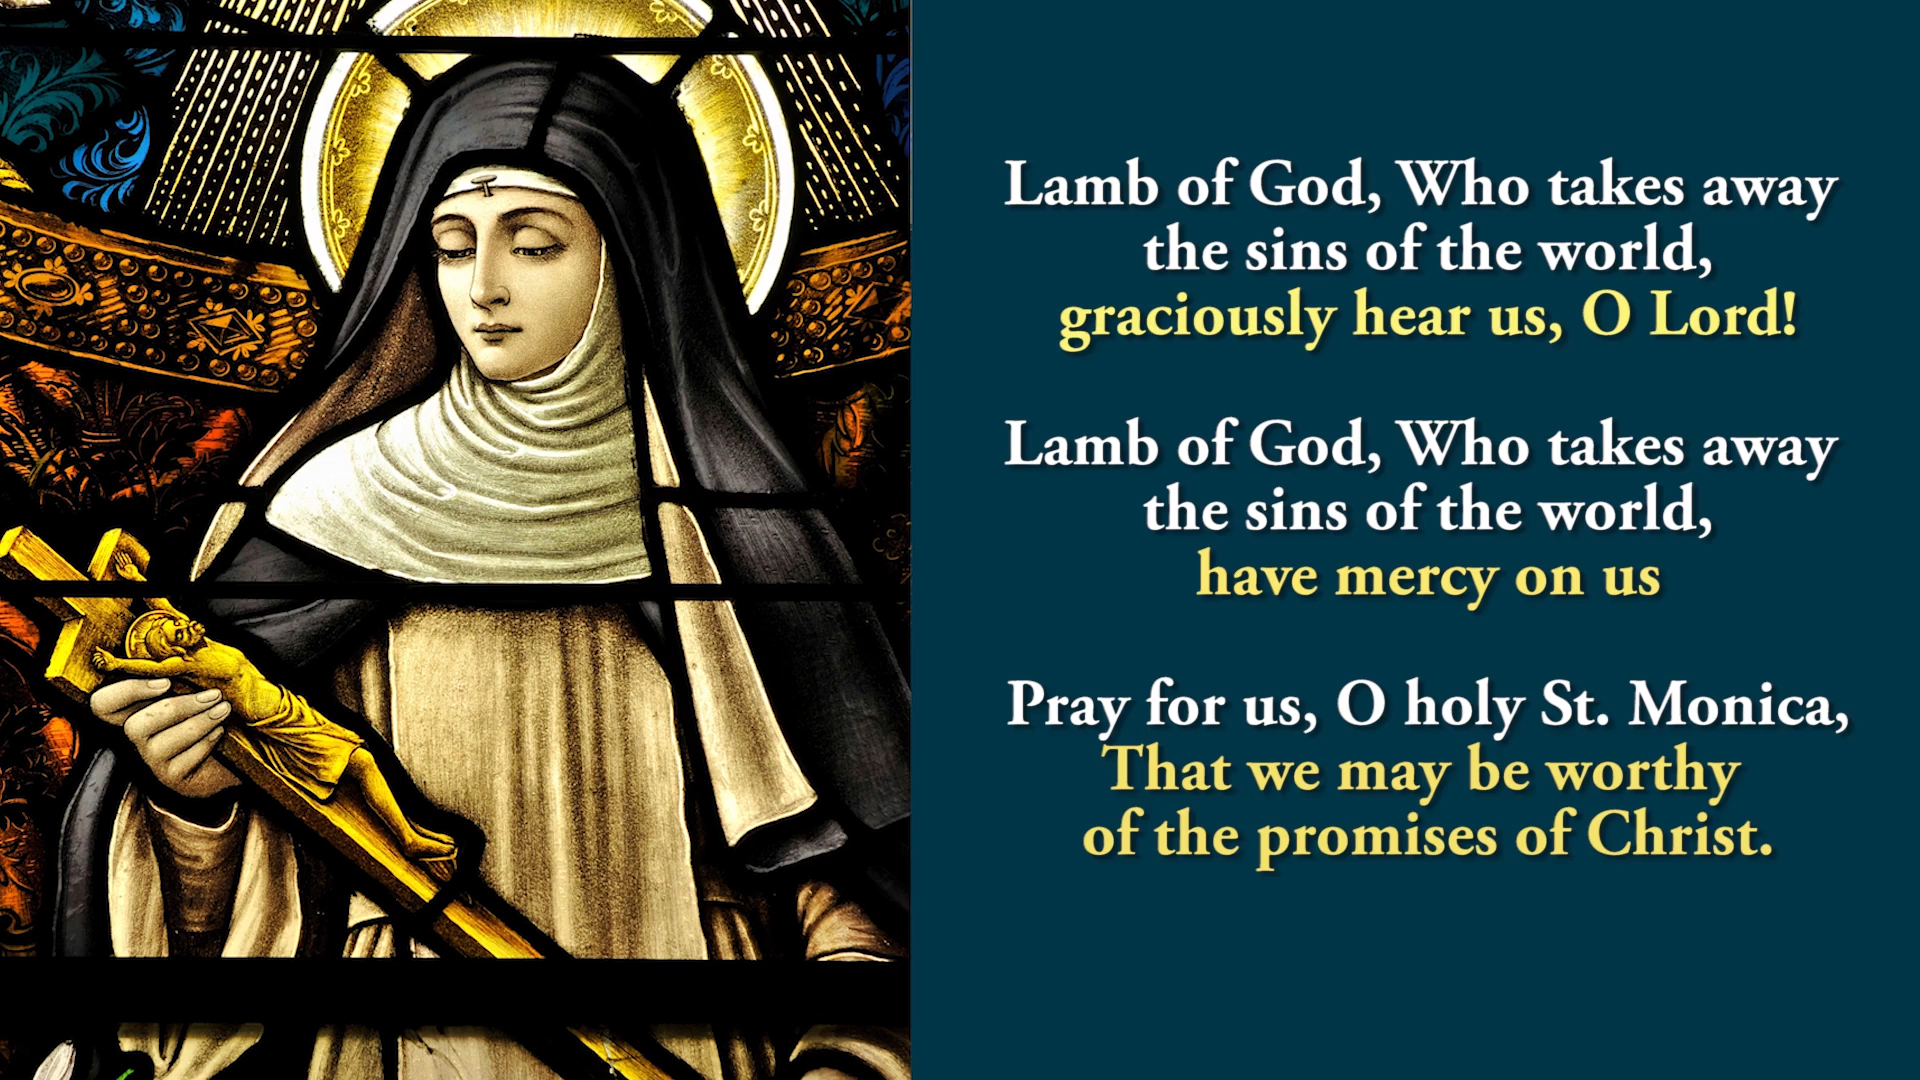 Lamb of God, Who takes away
the sins of the world,
graciously hear us, O Lord!
Lamb of God, Who takes away
the sins of the world,
have mercy on us
Pray for us, O holy St. Monica,
That we may be worthy
of the promises of Christ.